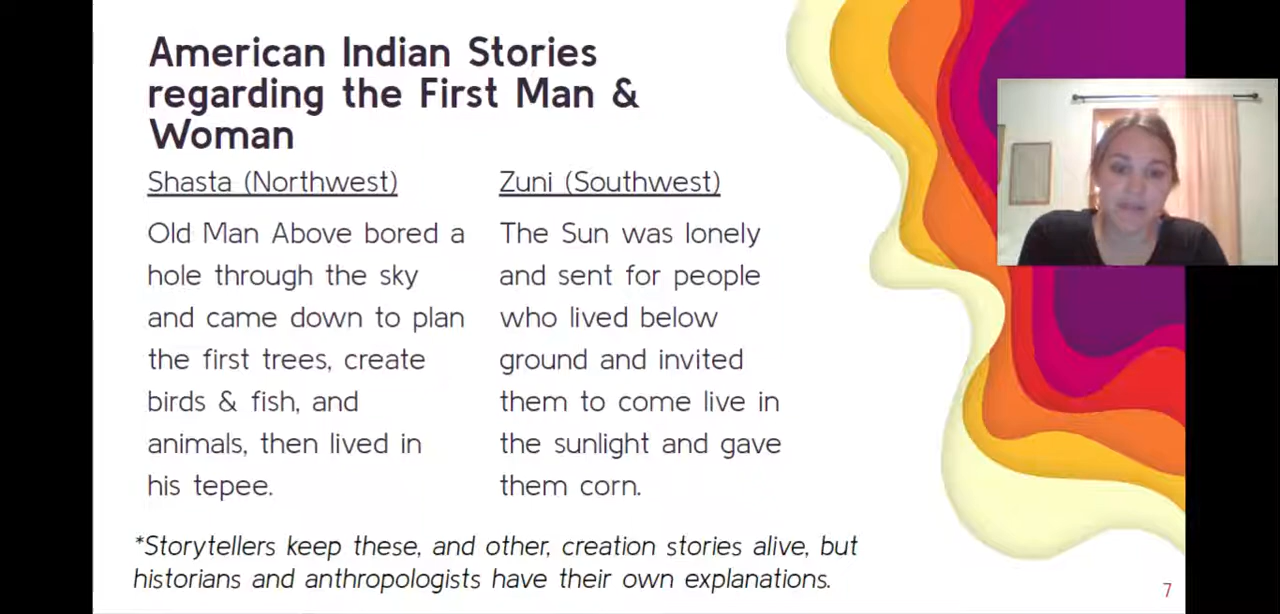 American Indian Stories
regarding the First Man &
Woman
Shasta (Northwest)
Old Man Above bored a
hole through the sky
and came down to plan
the first trees, create
birds & fish, and
animals, then lived in
his tepee.
Zuni (Southwest)
The Sun was lonely
and sent for people
who lived below
ground and invited
them to come live in
the sunlight and gave
them corn.
*Storytellers keep these, and other, creation stories alive, but
historians and anthropologists have their own explanations.
7